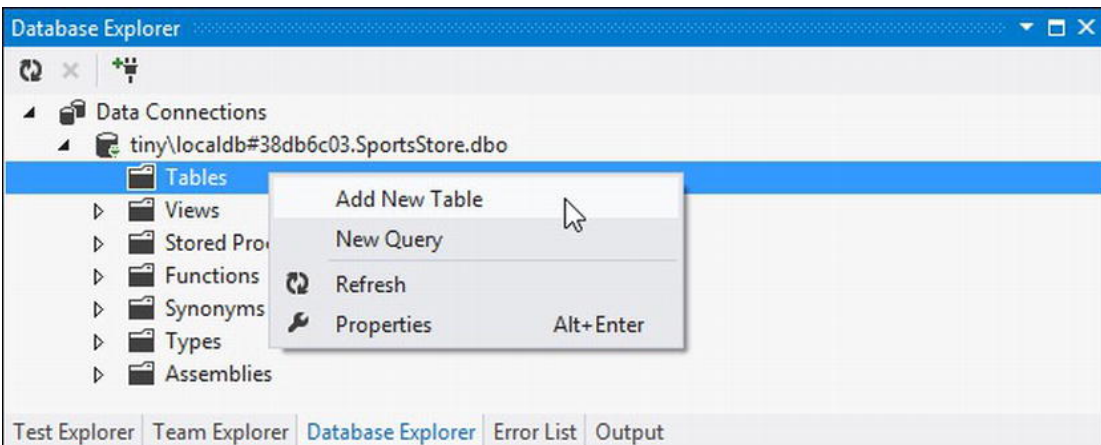 Database Explorer
Data Connections
tiny\localdb#38db6c03.SportsStore.dbo
Tables
Add New Table
Views
New Query
Stored Pro
Functions
Refresh
Synonyms
Properties Alt+Enter
Types
Assemblies
Test Explorer Team Explorer Database Explorer Error List Output